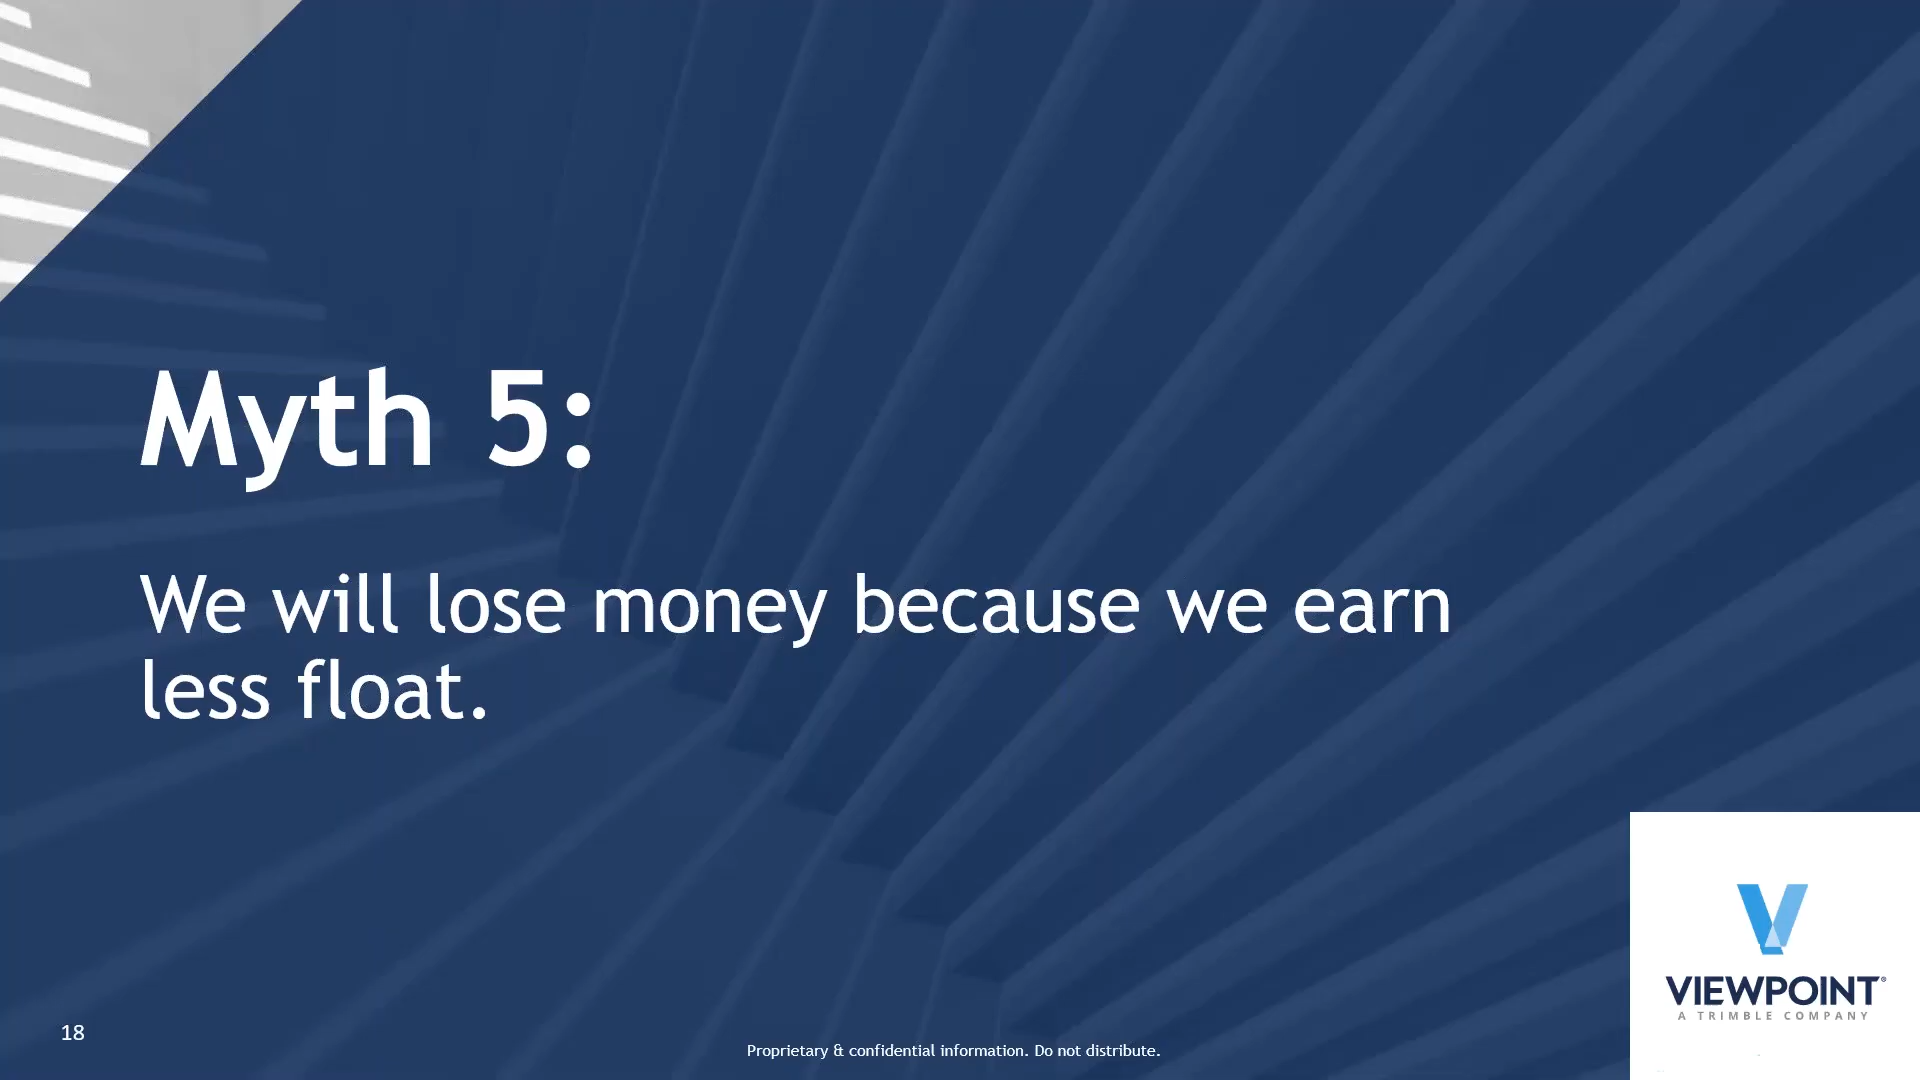 Myth 5:
We will lose money because we earn
less float.
VIEWPOINT®
A TRIMBLE COMPANY
18
Proprietary & confidential information. Do not distribute.